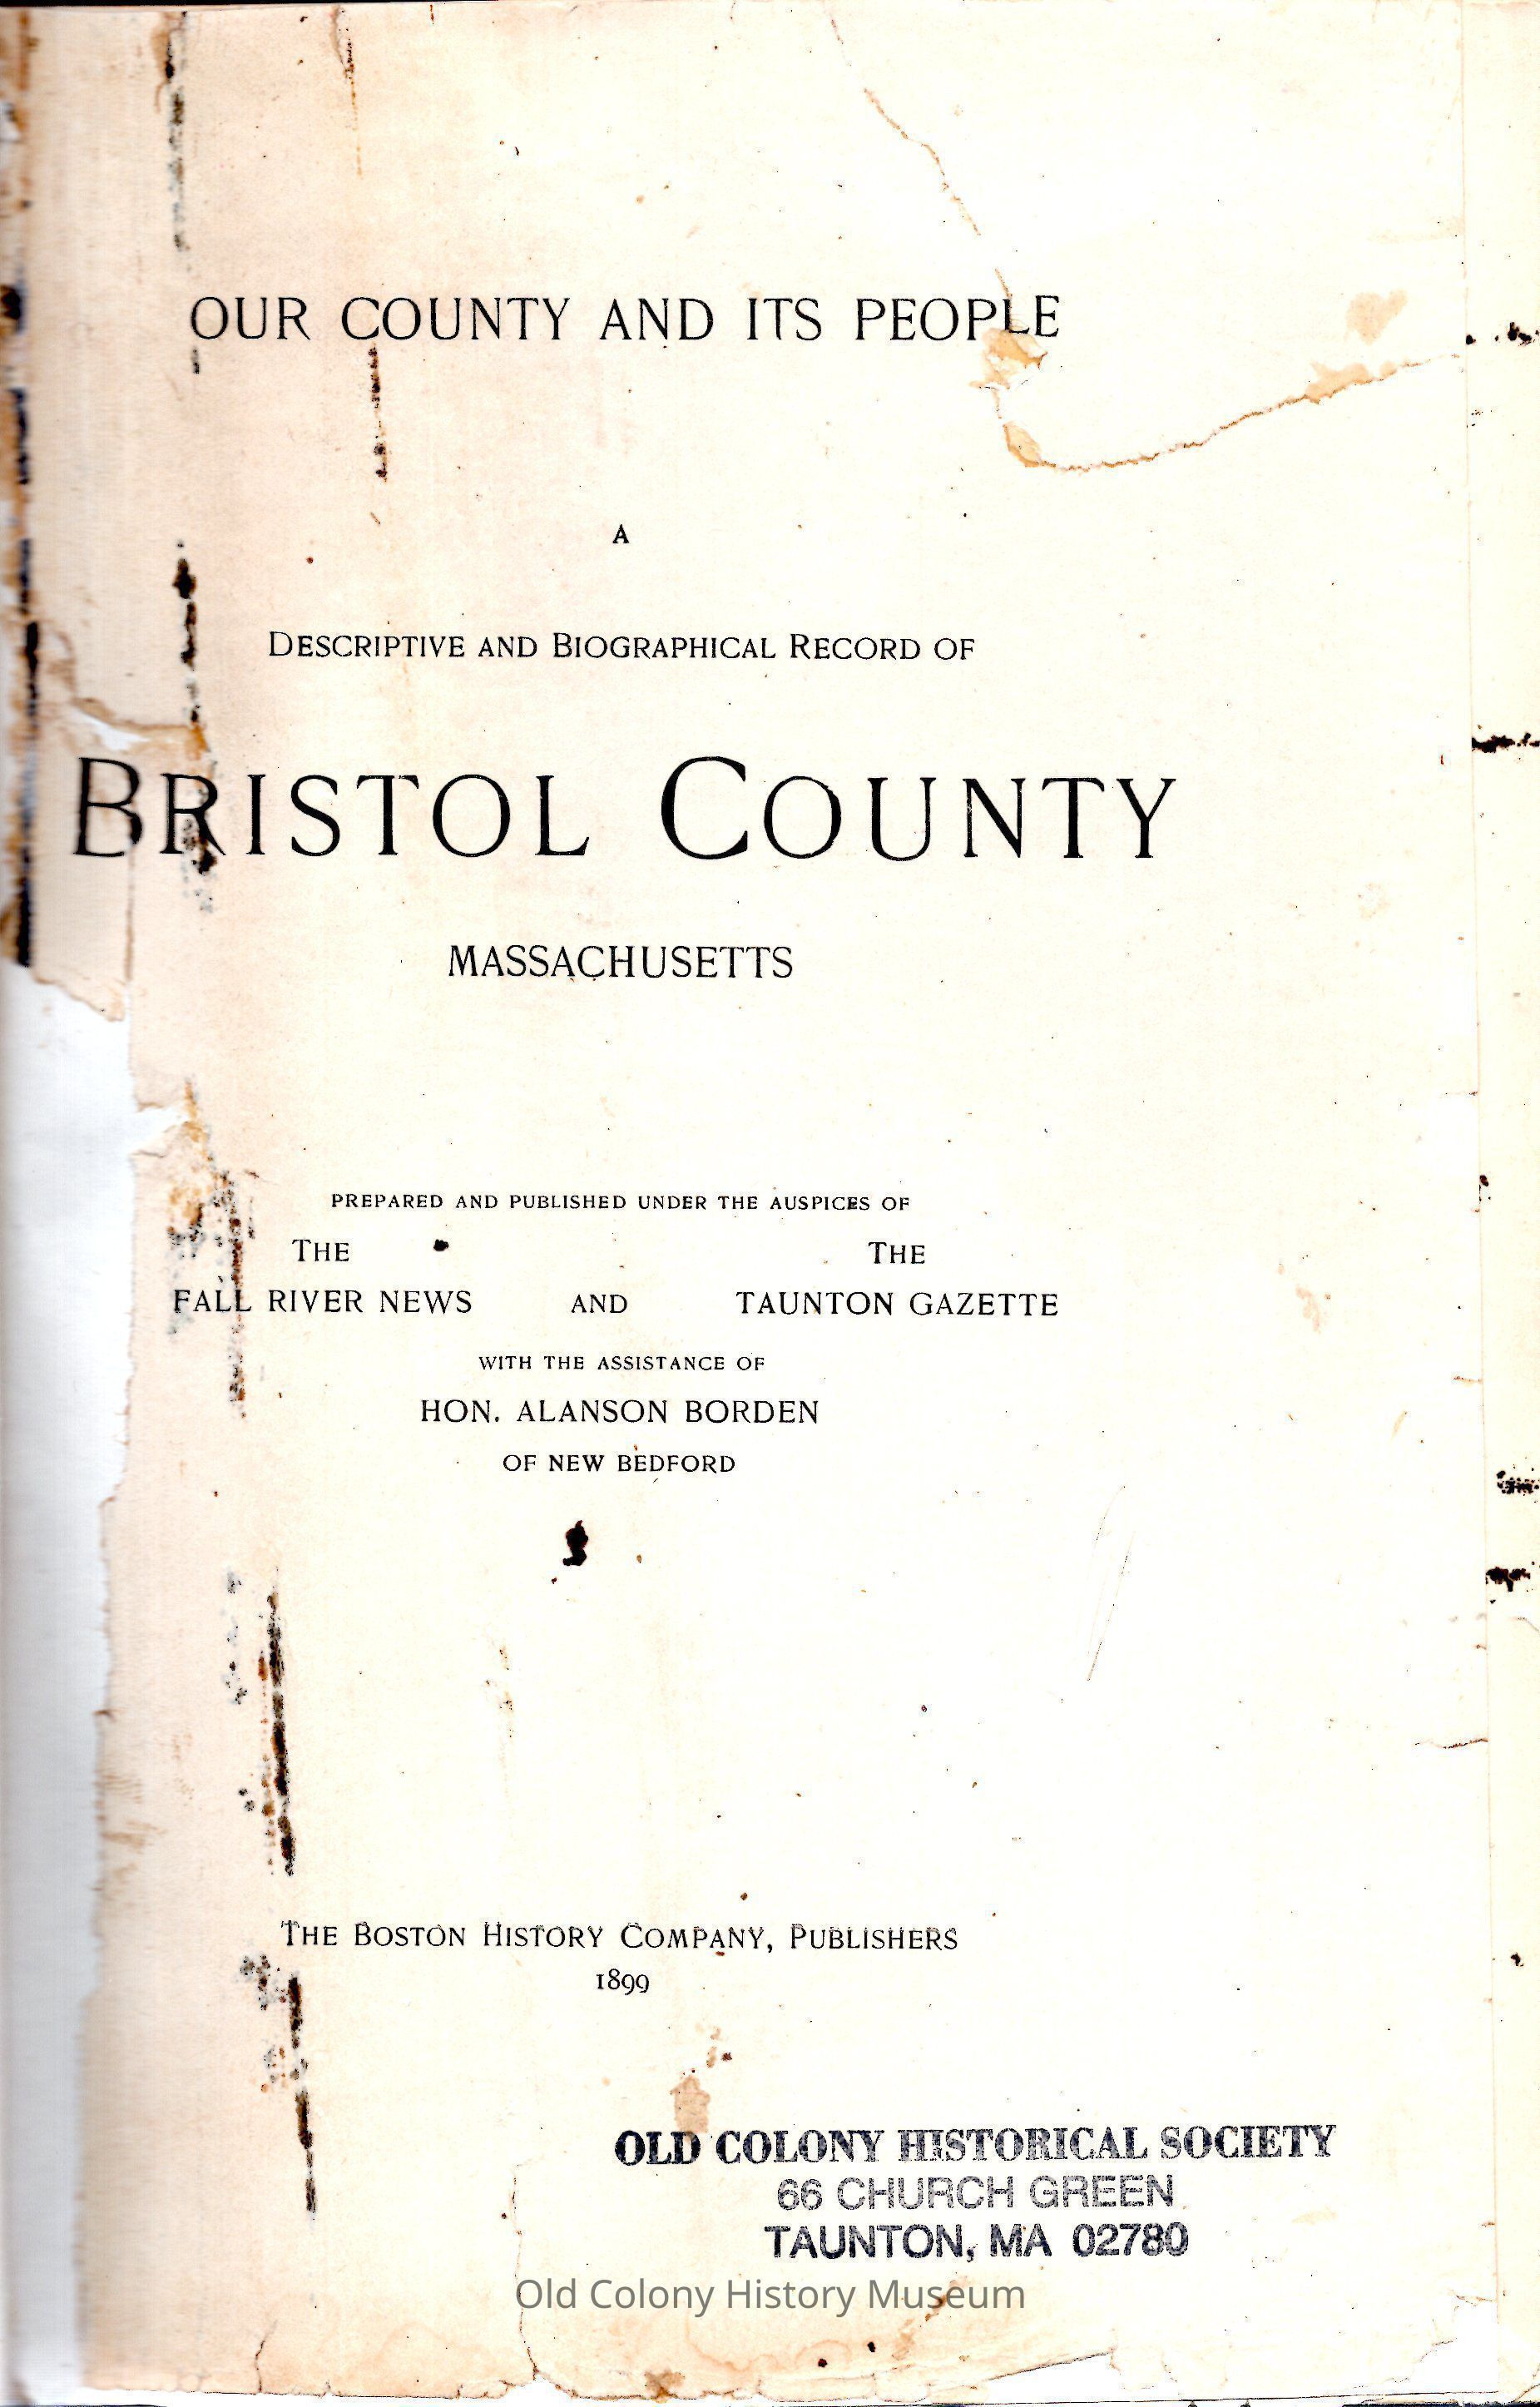 OUR COUNTY AND ITS PEOPLE
A
DESCRIPTIVE AND BIOGRAPHICAL RECORD OF
BRISTOL COUNTY
MASSACHUSETTS
PREPARED AND PUBLISHED UNDER THE AUSPICES OF
THE THE
FALL RIVER NEWS AND TAUNTON GAZETTE
WITH THE ASSISTANCE OF
HON. ALANSON BORDEN
OF NEW BEDFORD
THE BOSTON HISTORY COMPANY, PUBLISHERS
1899
OLD COLONY HISTORICAL SOCIETY
66 CHURCH GREEN
TAUNTON, MA 02780
Old Colony History Museum